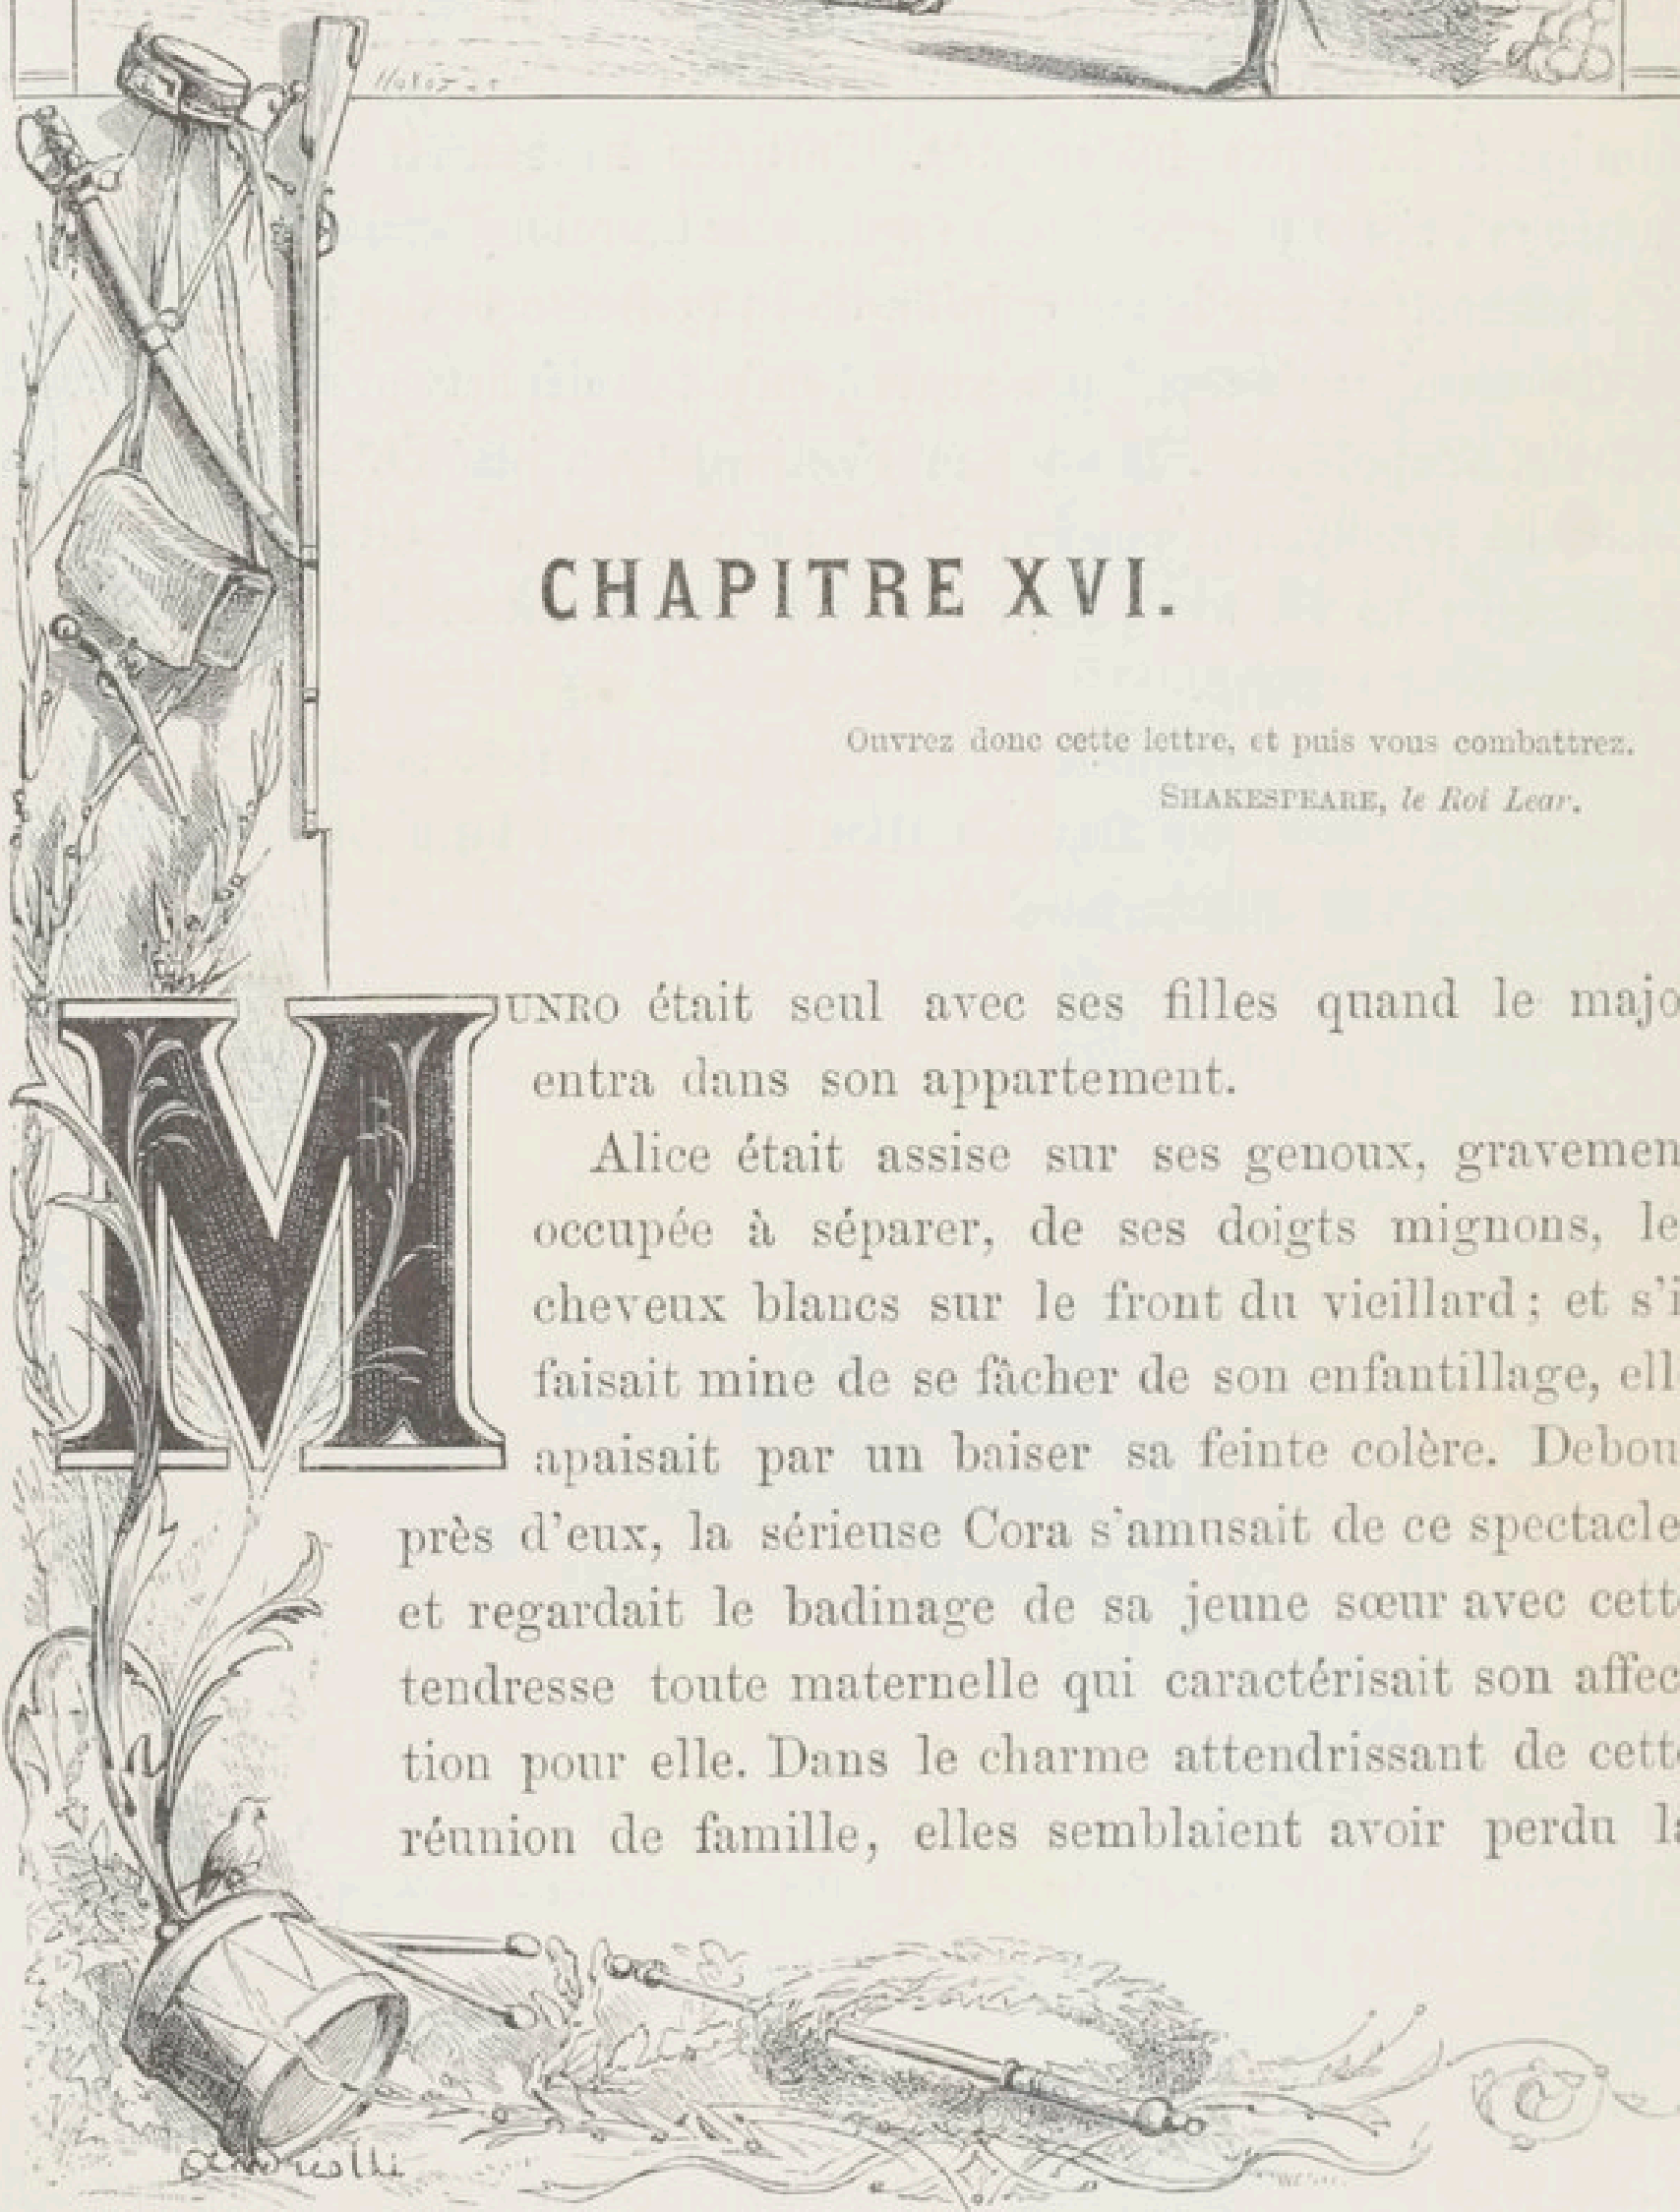 CHAPITRE XVI.
Ouvrez donc cette lettre, et puis vous combattrez.
SHAKESPEARE, le Roi Lear.
MUNRO était seul avec ses filles quand le majo
entra dans son appartement.
Alice était assise sur ses genoux, gravemen
occupée à séparer, de ses doigts mignons, le
cheveux blancs sur le front du vieillard; et s'i
faisait mine de se fâcher de son enfantillage, ell
apaisait par un baiser sa feinte colère. Debou
près d'eux, la sérieuse Cora s'amusait de ce spectacle
et regardait le badinage de sa jeune sœur avec cett
tendresse toute maternelle qui caractérisait son affec
tion pour elle. Dans le charme attendrissant de cett
réunion de famille, elles semblaient avoir perdu la